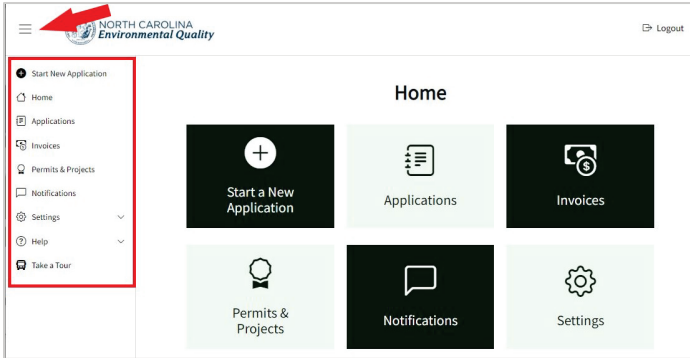 NORTH CAROLINA
Environmental Quality
Logout
Start New Application
Home
Applications
Invoices
Permits & Projects
Notifications
Settings
Help
Take a Tour
Home
Start a New
Application
Applications
Invoices
Permits &
Projects
Notifications
Settings